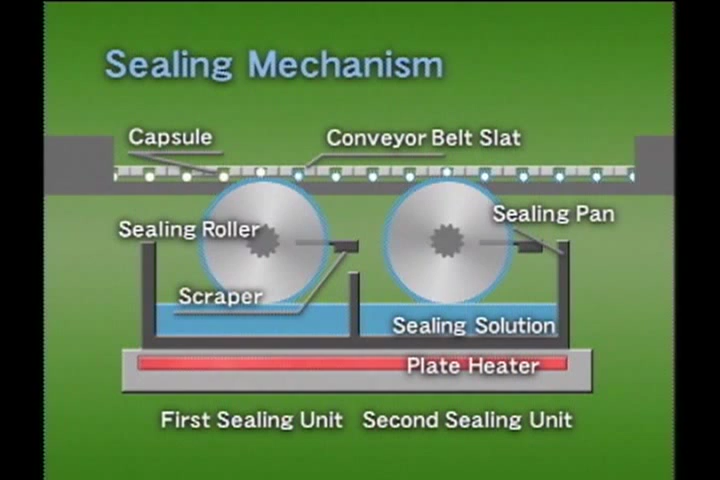 Sealing Mechanism
Capsule
Conveyor Belt Slat
Sealing Pan
Sealing Roller
Scraper
Sealing Solution
Plate Heater
First Sealing Unit
Second Sealing Unit